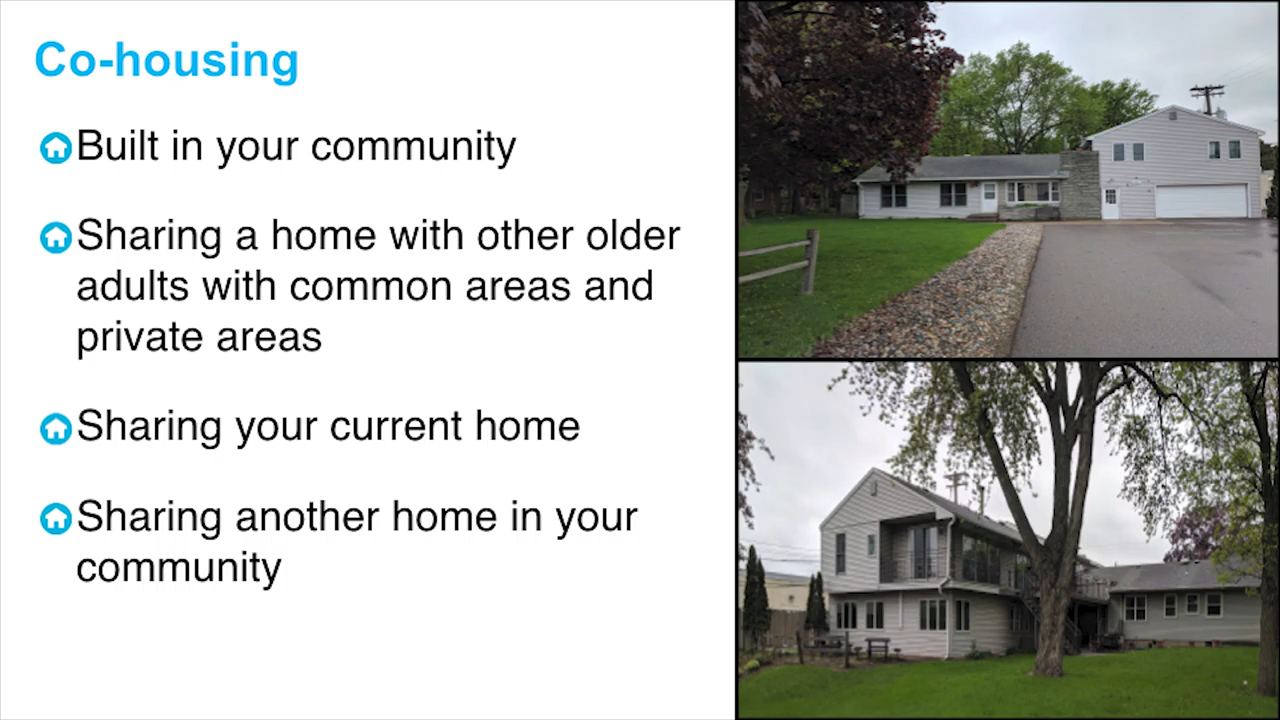 Co-housing
Built in your community
Sharing a home with other older
adults with common areas and
private areas
Sharing your current home
Sharing another home in your
community